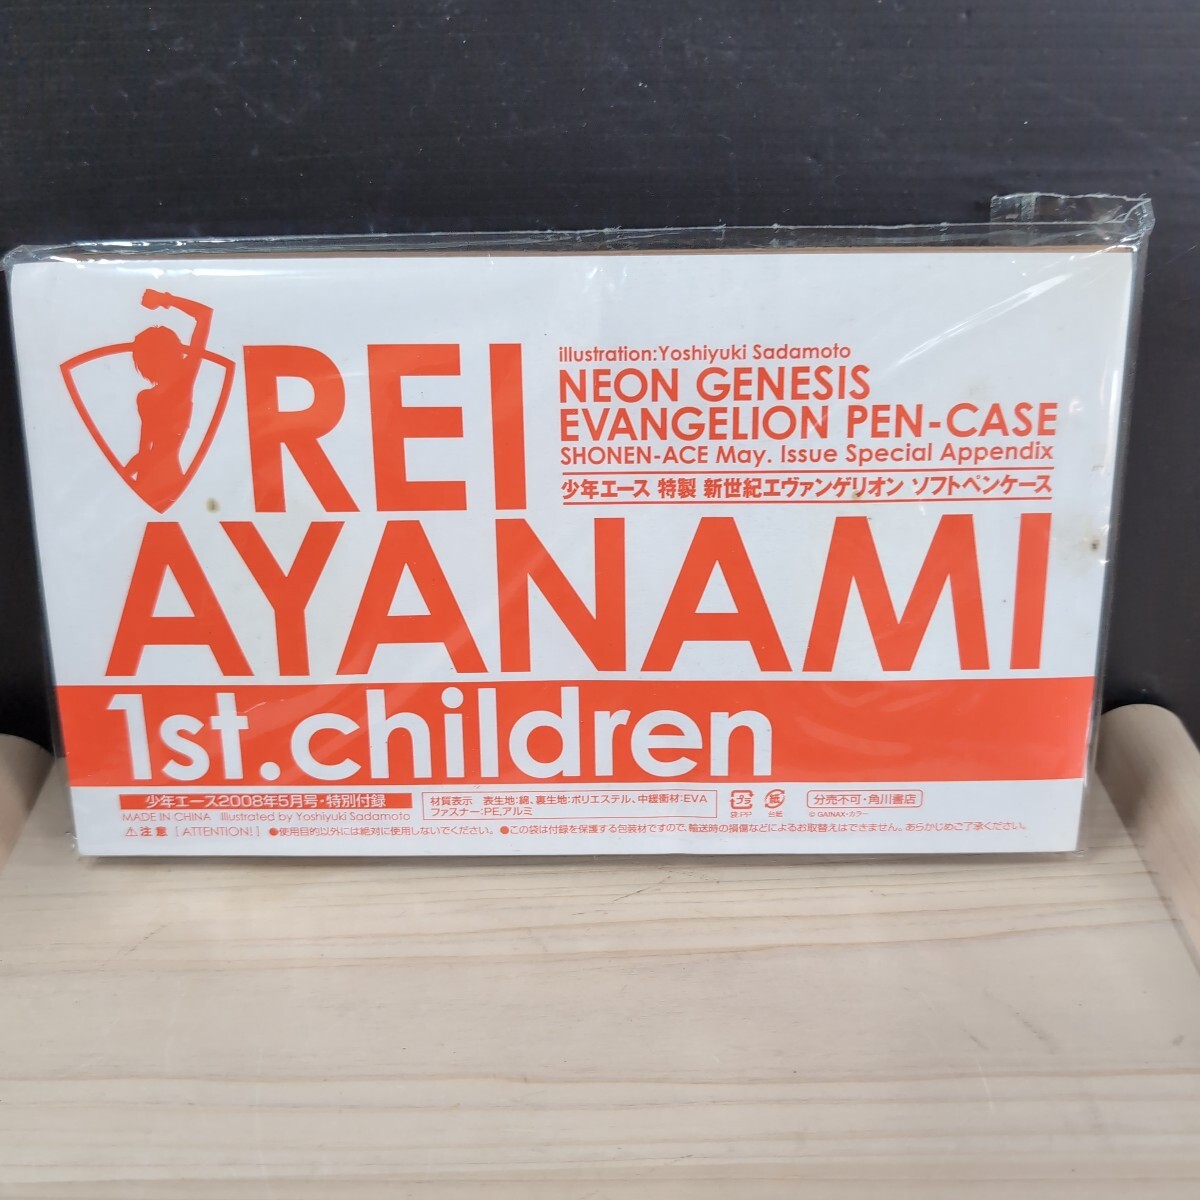 REI
AYANAMI
illustration:Yoshiyuki Sadamoto
NEON GENESIS
EVANGELION PEN-CASE
SHONEN-ACE May. Issue Special Appendix
少年エース 特製 新世紀エヴァンゲリオン ソフトペンケース
1st.children
少年エース2008年5月号・特別付録
MADE IN CHINA Illustrated by Yoshiyuki Sadamoto
材質表示 表生地:綿、裏生地:ポリエステル、中緩衝材:EVA
ファスナー:PE,アルミ
プラ
袋:PP
紙
台紙
分売不可・角川書店
© GAINAX・カラー
⚠注意 [ATTENTION!] ●使用目的以外には絶対に使用しないでください。 ●この袋は付録を保護する包装材ですので、輸送時の損傷などによるお取替えはできません。あらかじめご了承ください。